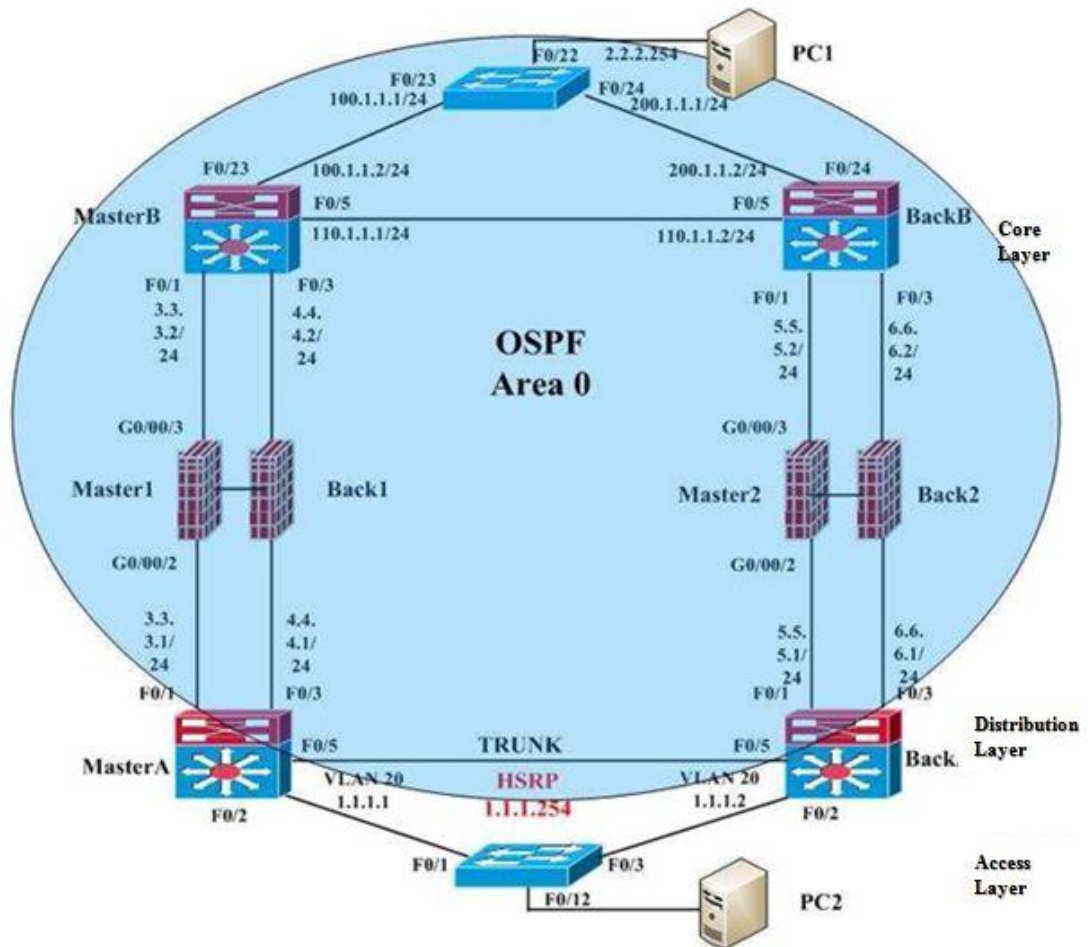 PC1
F0/22
2.2.2.254
F0/23
F0/24
100.1.1.1/24
200.1.1.1/24
F0/23
100.1.1.2/24
200.1.1.2/24
F0/24
MasterB
F0/5
F0/5
BackB
110.1.1.1/24
110.1.1.2/24
Core
Layer
F0/1
F0/3
F0/1
F0/3
3.3.
3.2/
24
4.4.
4.2/
24
5.5.
5.2/
24
6.6.
6.2/
24
OSPF
Area 0
G0/00/3
G0/00/3
Master1
Back1
Master2
Back2
G0/00/2
G0/00/2
3.3.
3.1/
24
4.4.
4.1/
24
5.5.
5.1/
24
6.6.
6.1/
24
F0/1
F0/3
F0/1
F0/3
Distribution
Layer
F0/5
TRUNK
F0/5
MasterA
Back.
VLAN 20
HSRP
VLAN 20
1.1.1.1
1.1.1.254
1.1.1.2
F0/2
F0/2
F0/1
F0/3
Access
Layer
F0/12
PC2